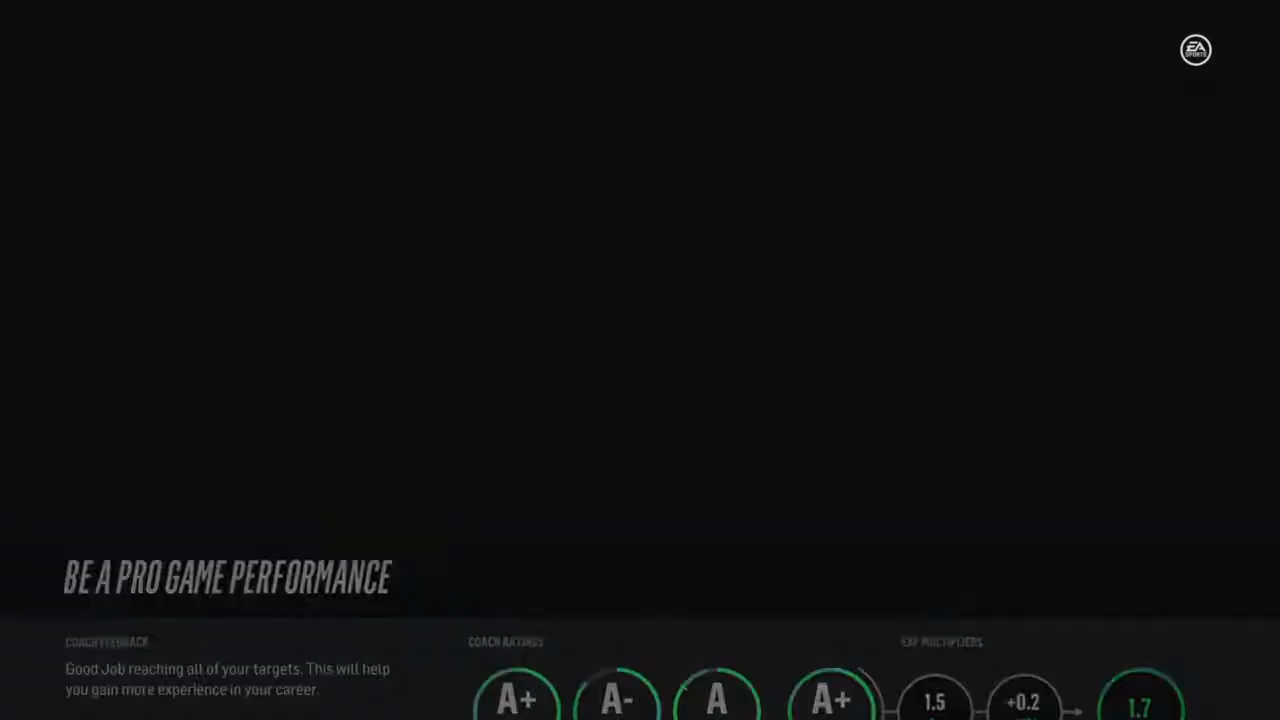 EA
SPORTS
BE A PRO GAME PERFORMANCE
COACH FEEDBACK
COACH RATINGS
EXP MULTIPLIERS
Good Job reaching all of your targets. This will help
you gain more experience in your career.
A+ A- A A+ 1.5 +0.2 1.7